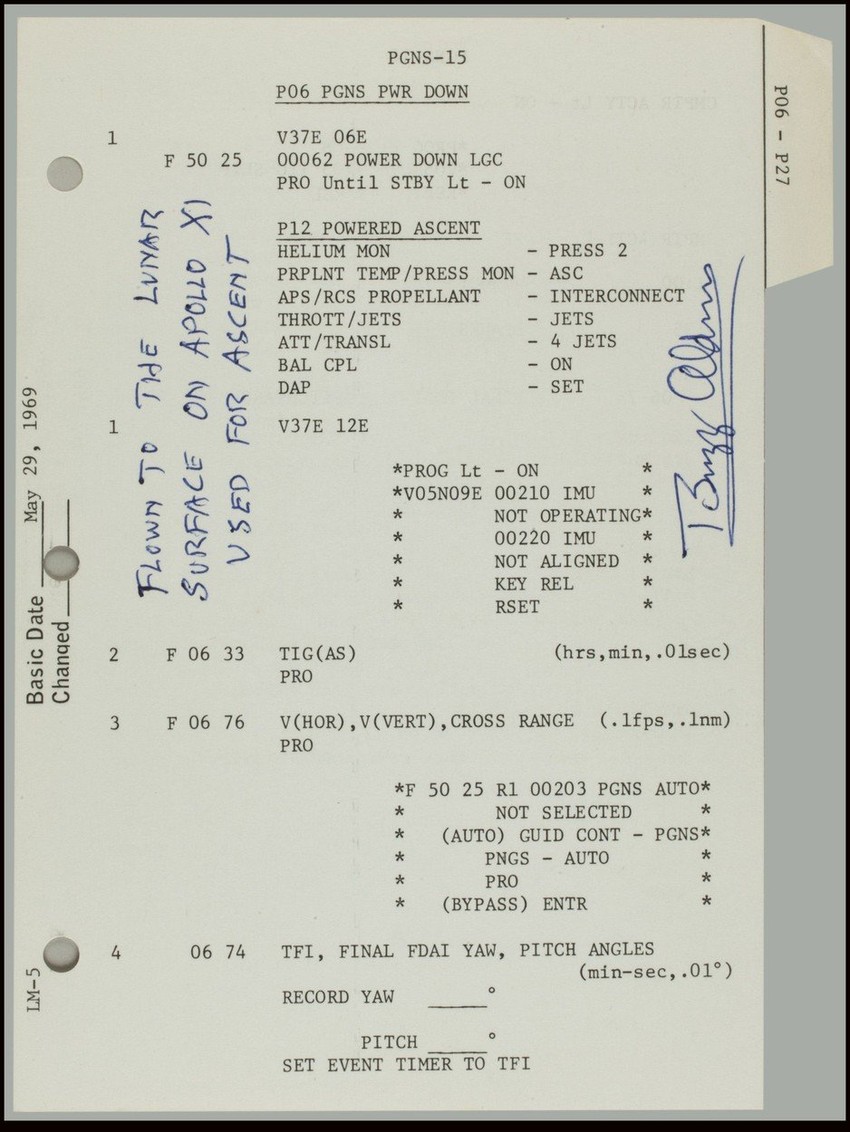 PGNS-15
P06 PGNS PWR DOWN
1 V37E 06E
F 50 25 00062 POWER DOWN LGC
PRO Until STBY Lt - ON
P12 POWERED ASCENT
HELIUM MON - PRESS 2
PRPLNT TEMP/PRESS MON - ASC
APS/RCS PROPELLANT - INTERCONNECT
THROTT/JETS - JETS
ATT/TRANSL - 4 JETS
BAL CPL - ON
DAP - SET
1 V37E 12E
*PROG Lt - ON *
*V05N09E 00210 IMU *
* NOT OPERATING*
* 00220 IMU *
* NOT ALIGNED *
* KEY REL *
* RSET *
2 F 06 33 TIG(AS) (hrs,min,.01sec)
PRO
3 F 06 76 V(HOR),V(VERT),CROSS RANGE (.1fps,.1nm)
PRO
*F 50 25 R1 00203 PGNS AUTO*
* NOT SELECTED *
* (AUTO) GUID CONT - PGNS*
* PNGS - AUTO *
* PRO *
* (BYPASS) ENTR *
4 06 74 TFI, FINAL FDAI YAW, PITCH ANGLES
(min-sec,.01°)
RECORD YAW _____°
PITCH _____°
SET EVENT TIMER TO TFI
P06 - P27
FLOWN TO THE LUNAR
SURFACE ON APOLLO XI
USED FOR ASCENT
Buzz Aldrin
Basic Date May 29, 1969
Changed
LM-5